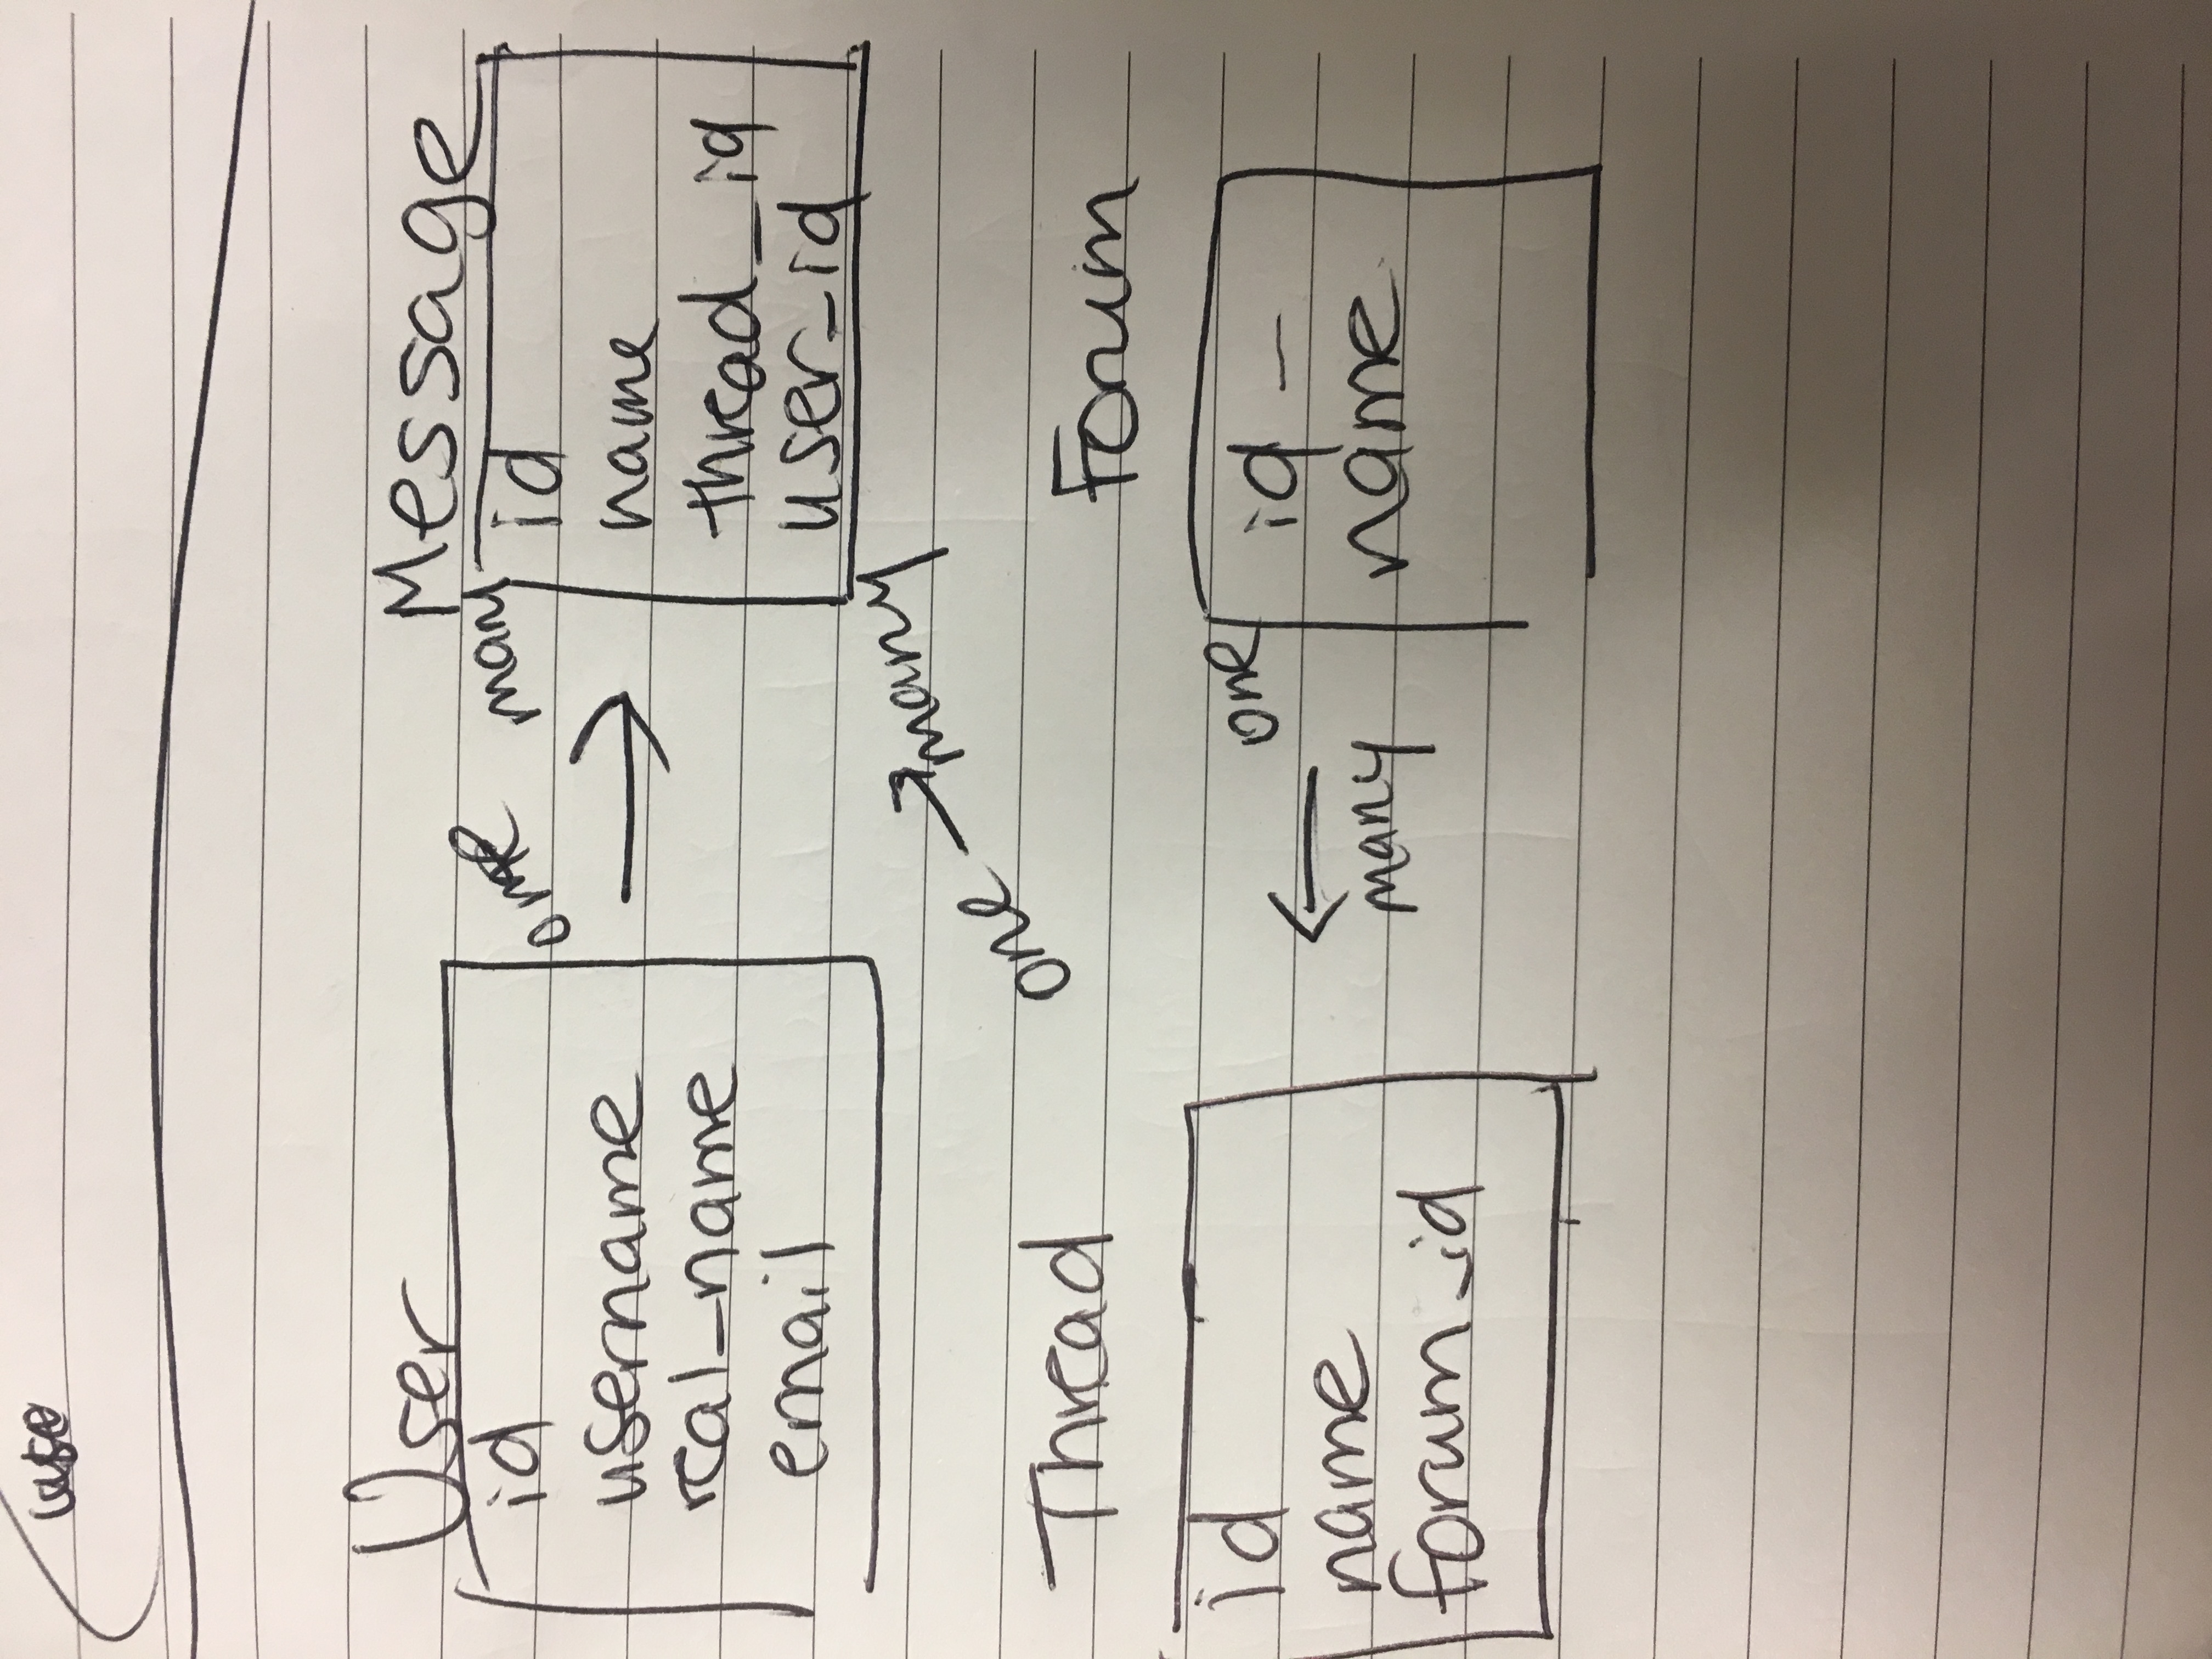 User
id
username
real_name
email
one
many
Message
id
name
thread_id
user_id
one → many
Thread
id
name
forum_id
one
many
Forum
id —
name